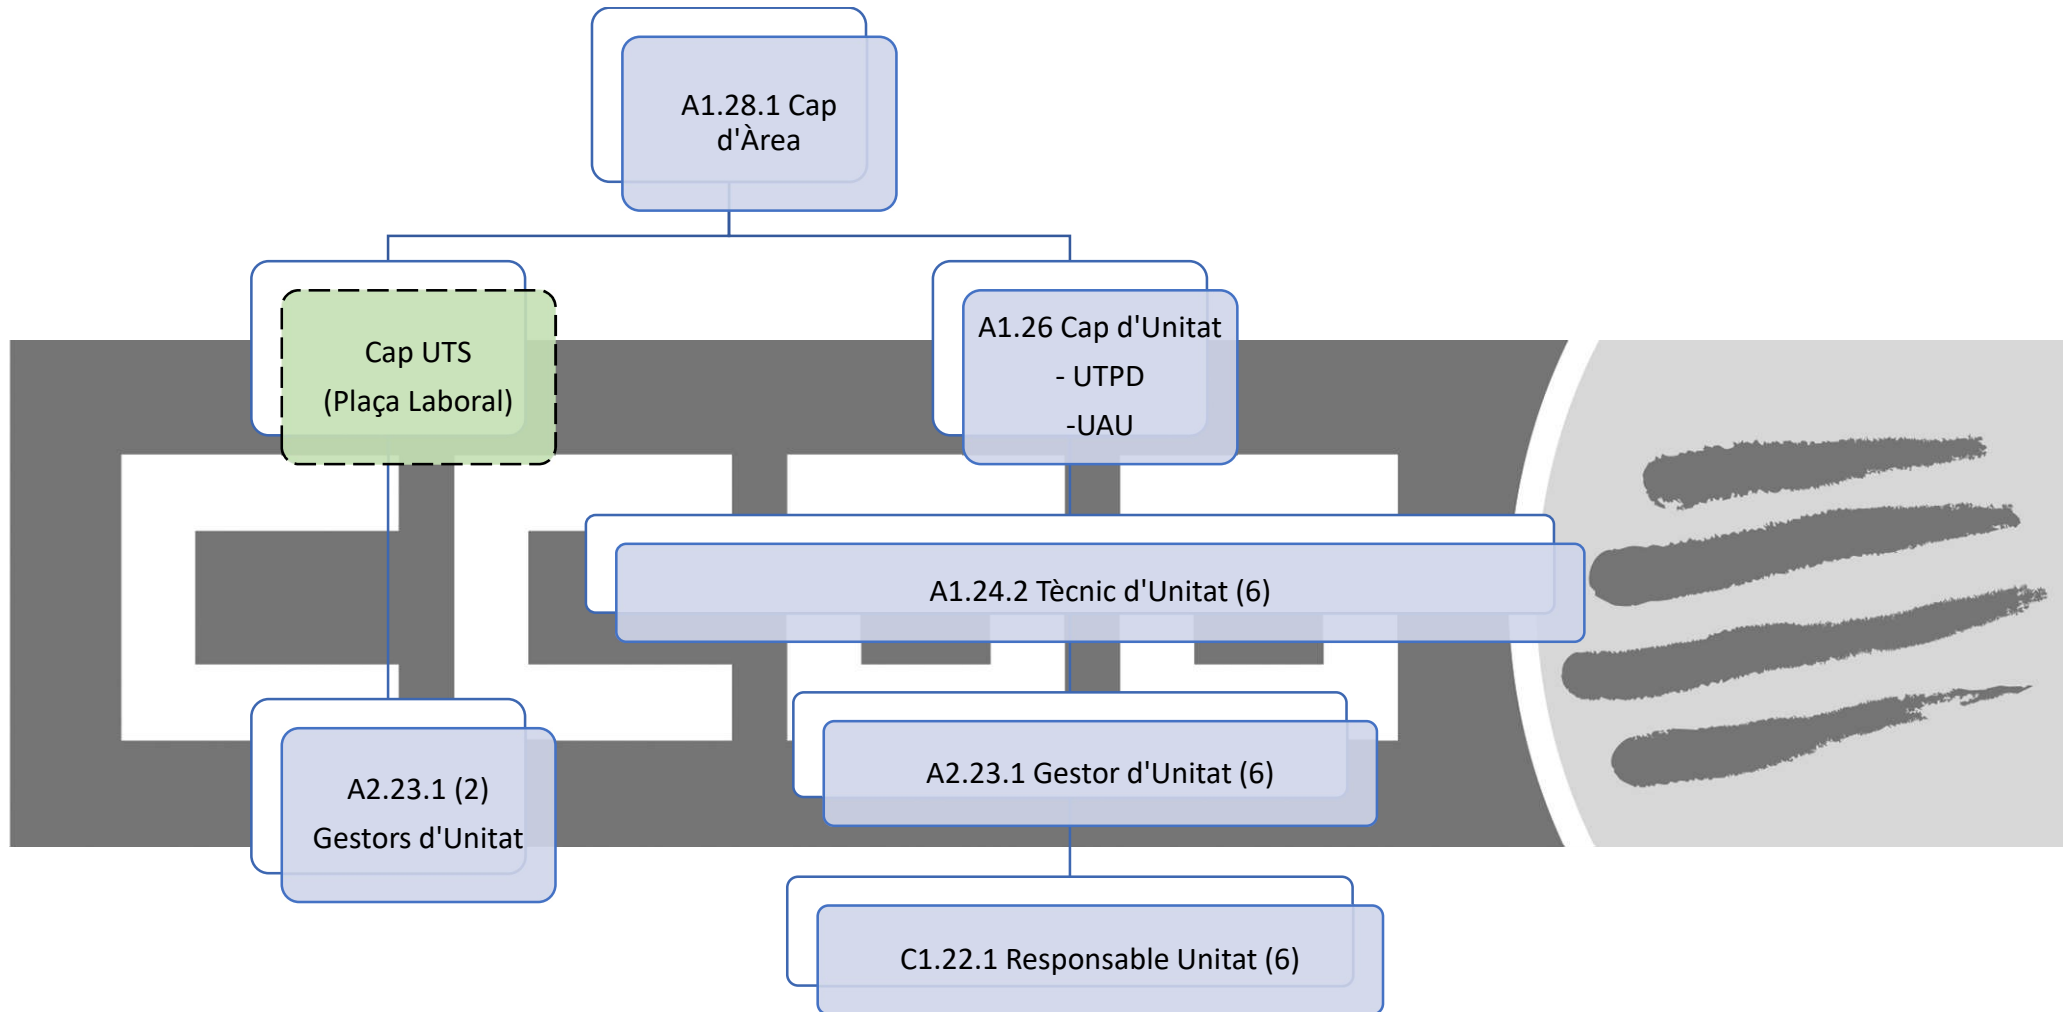 A1.28.1 Cap
d'Àrea
Cap UTS
(Plaça Laboral)
A1.26 Cap d'Unitat
- UTPD
-UAU
A1.24.2 Tècnic d'Unitat (6)
A2.23.1 (2)
Gestors d'Unitat
A2.23.1 Gestor d'Unitat (6)
C1.22.1 Responsable Unitat (6)